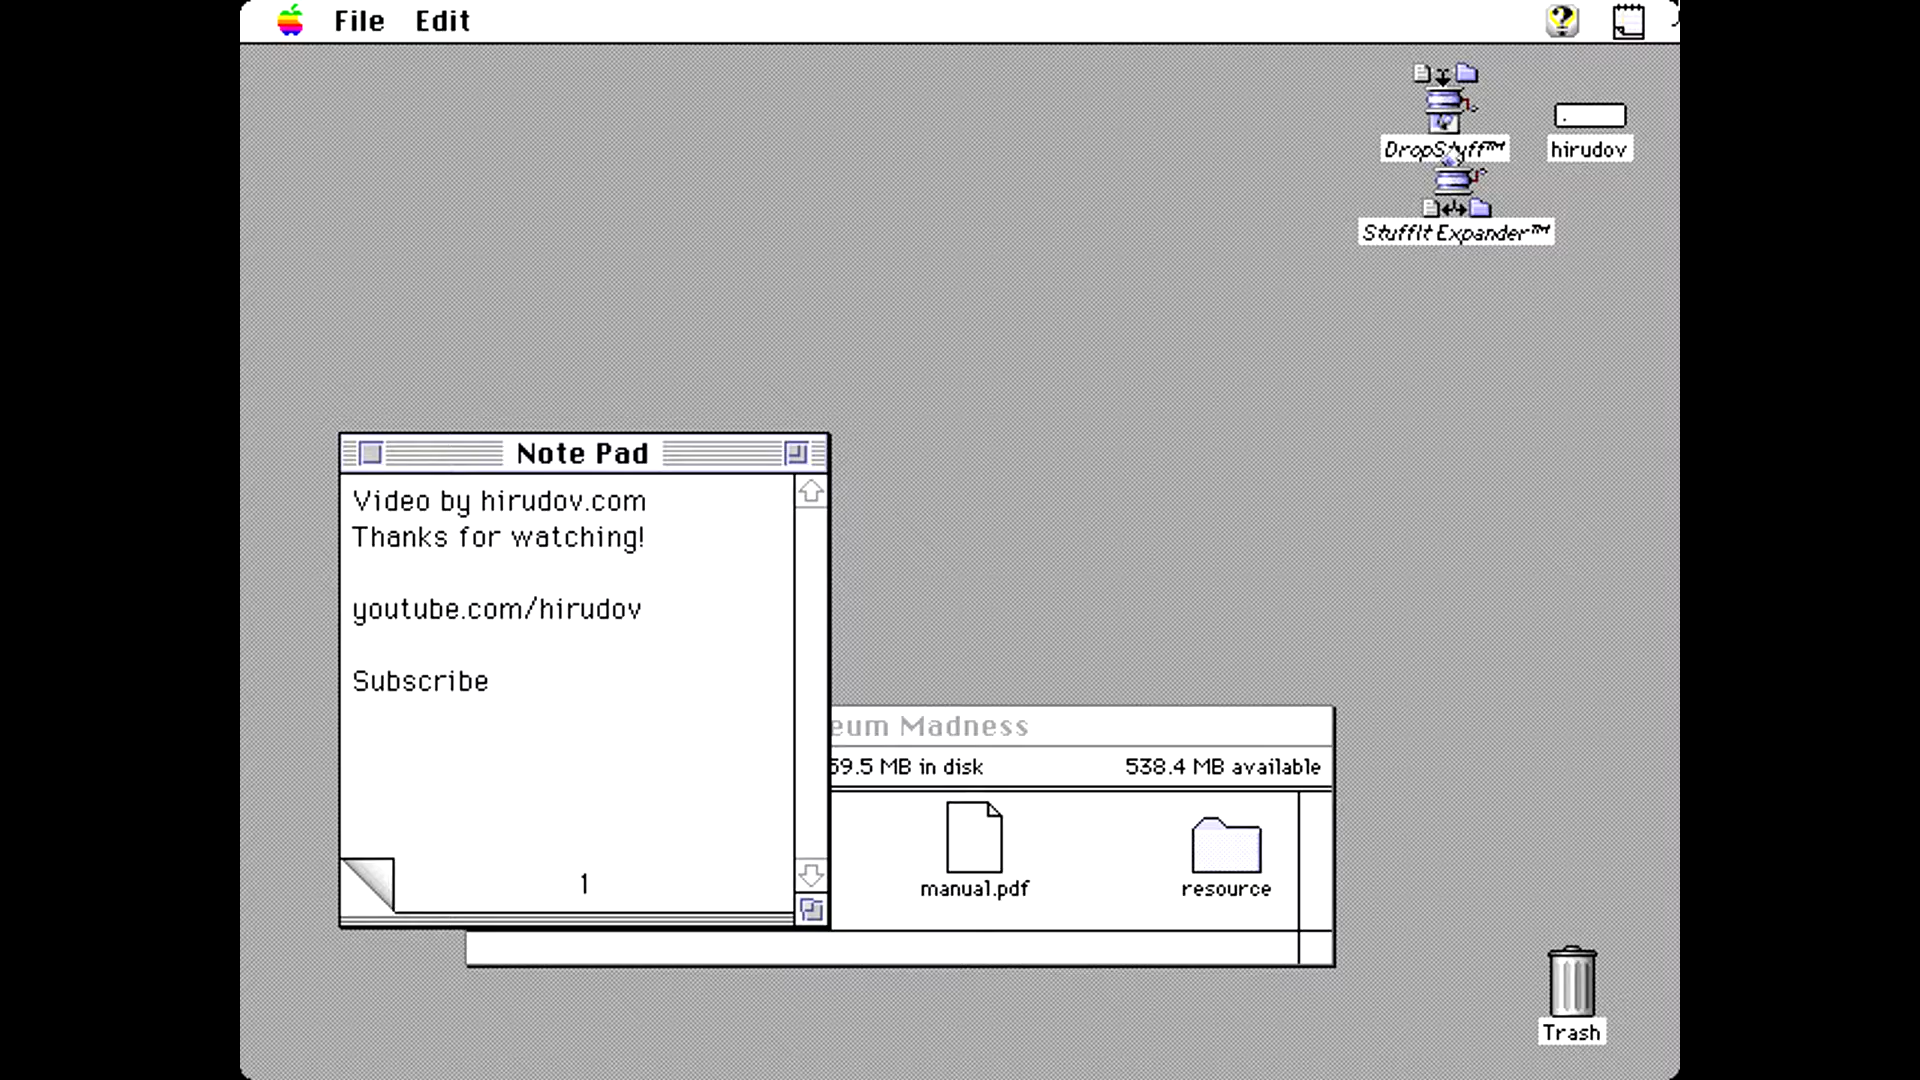 File Edit
DropStuff™
hirudov
StuffIt Expander™
Note Pad
Video by hirudov.com
Thanks for watching!
youtube.com/hirudov
Subscribe
1
eum Madness
59.5 MB in disk
538.4 MB available
manual.pdf
resource
Trash